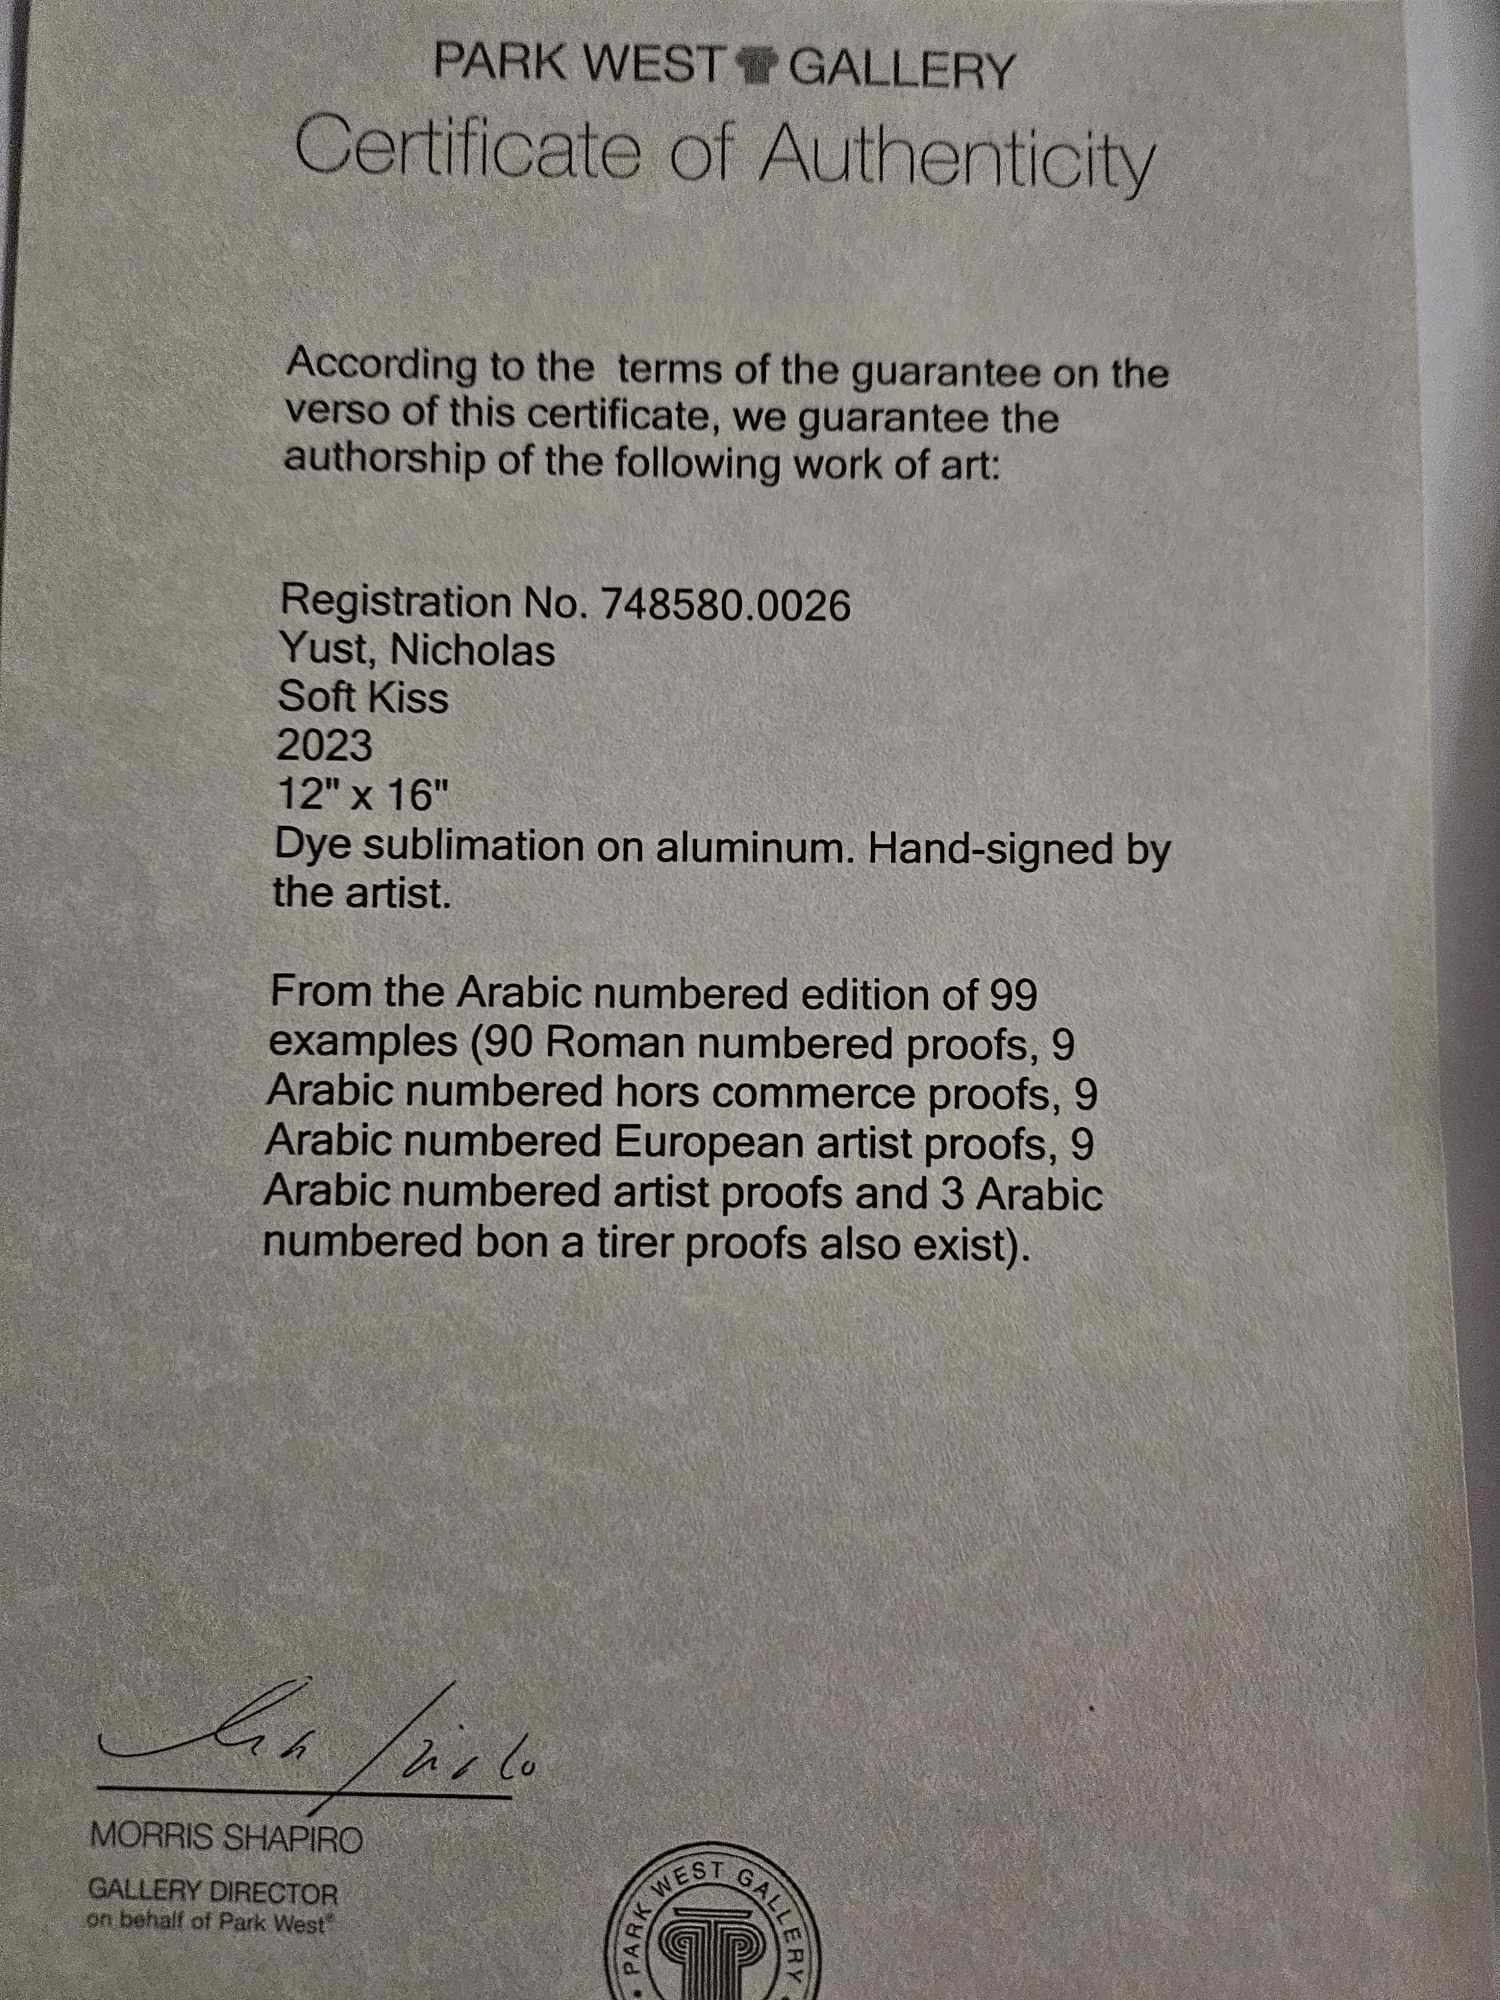 PARK WEST GALLERY
Certificate of Authenticity
According to the terms of the guarantee on the
verso of this certificate, we guarantee the
authorship of the following work of art:
Registration No. 748580.0026
Yust, Nicholas
Soft Kiss
2023
12" x 16"
Dye sublimation on aluminum. Hand-signed by
the artist.
From the Arabic numbered edition of 99
examples (90 Roman numbered proofs, 9
Arabic numbered hors commerce proofs, 9
Arabic numbered European artist proofs, 9
Arabic numbered artist proofs and 3 Arabic
numbered bon a tirer proofs also exist).
MORRIS SHAPIRO
GALLERY DIRECTOR
on behalf of Park West®
• PARK WEST GALLERY •